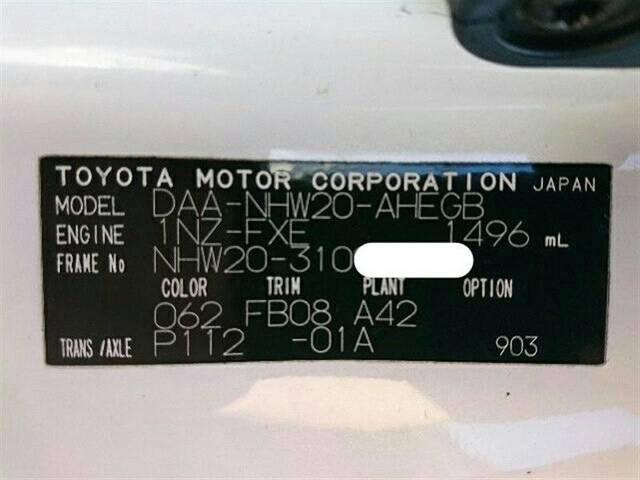 TOYOTA MOTOR CORPORATION JAPAN
MODEL DAA-NHW20-AHEGB
ENGINE 1NZ-FXE 1496 mL
FRAME No NHW20-310
COLOR TRIM PLANT OPTION
062 FB08 A42
TRANS /AXLE P112 -01A 903